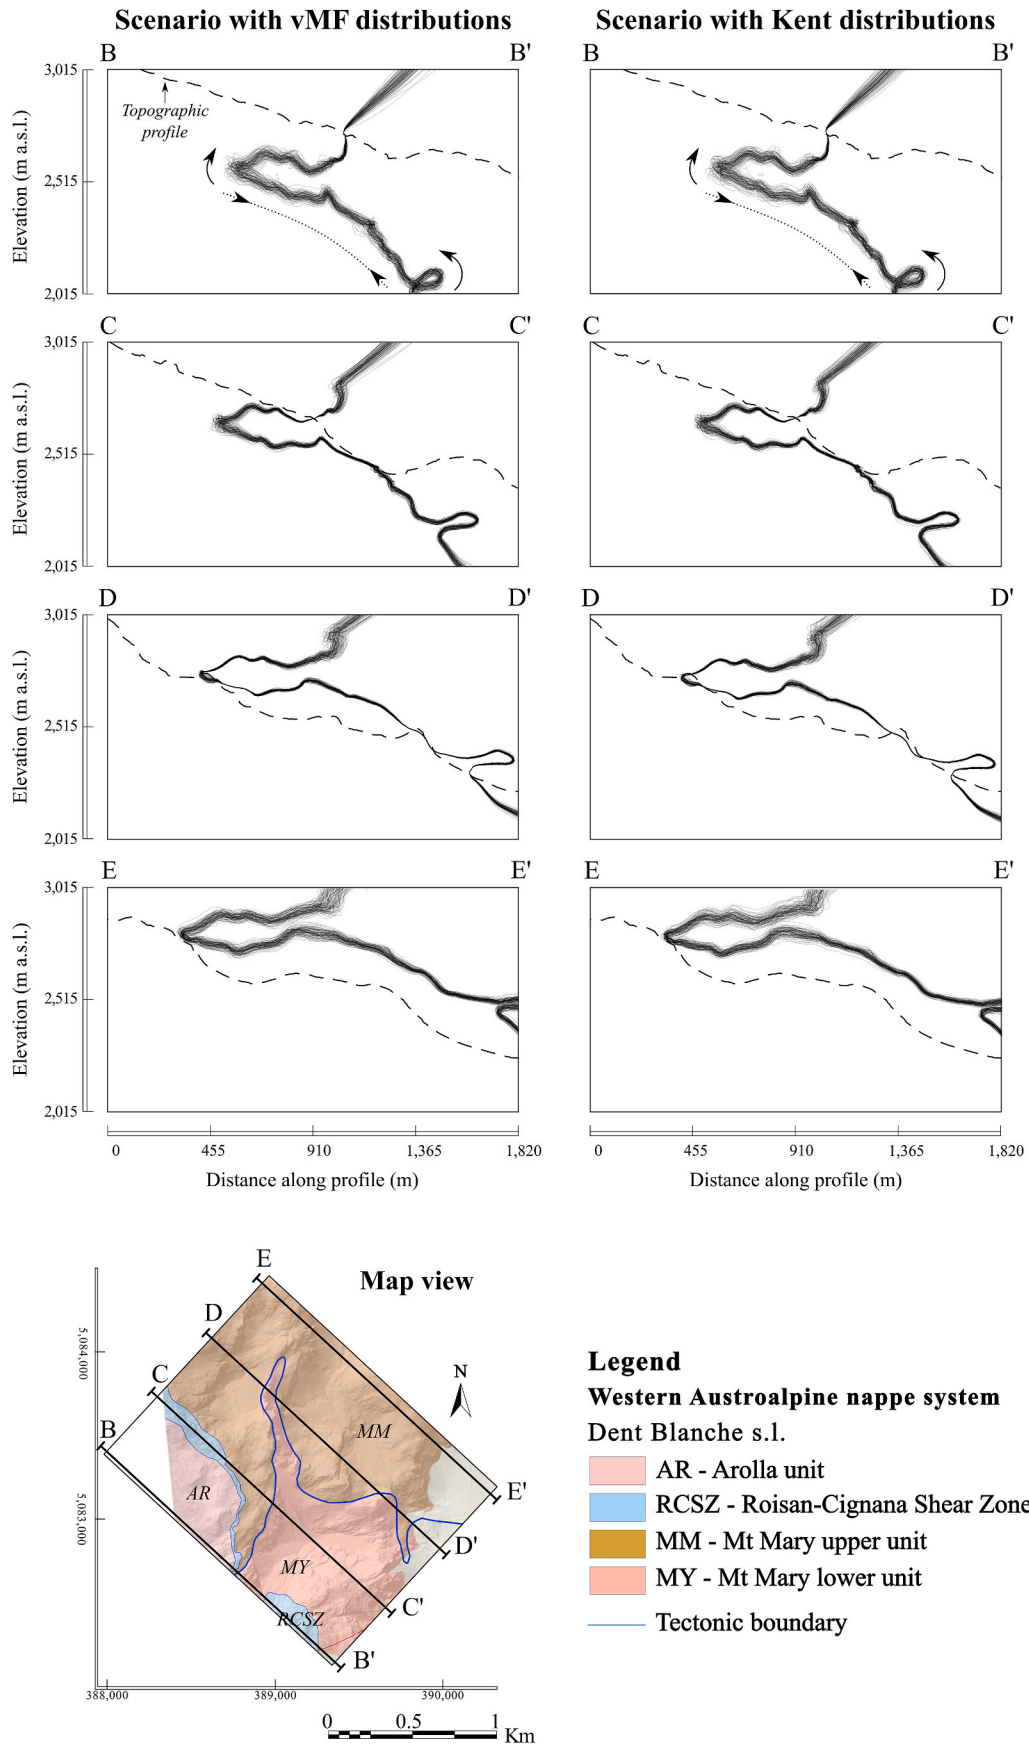 Scenario with vMF distributions
Scenario with Kent distributions
B B'
B B'
3,015
Topographic
profile
2,515
2,015
Elevation (m a.s.l.)
C C'
C C'
3,015
2,515
2,015
Elevation (m a.s.l.)
D D'
D D'
3,015
2,515
2,015
Elevation (m a.s.l.)
E E'
E E'
3,015
2,515
2,015
Elevation (m a.s.l.)
0 455 910 1,365 1,820
0 455 910 1,365 1,820
Distance along profile (m)
Distance along profile (m)
Map view
E
D
C
B
N
5,084,000
5,083,000
MM
AR
MY
RCSZ
E'
D'
C'
B'
388,000 389,000 390,000
0 0.5 1
Km
Legend
Western Austroalpine nappe system
Dent Blanche s.l.
AR - Arolla unit
RCSZ - Roisan-Cignana Shear Zone
MM - Mt Mary upper unit
MY - Mt Mary lower unit
Tectonic boundary